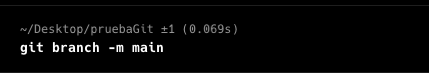 ~/Desktop/pruebaGit ±1 (0.069s)
git branch -m main